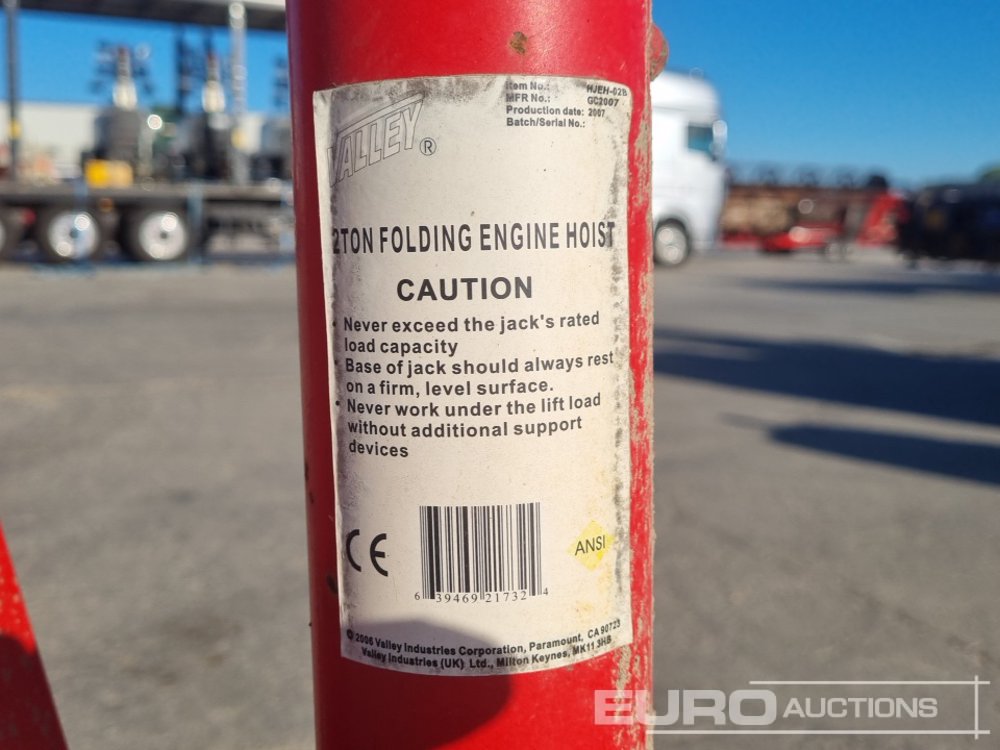 VALLEY®
Item No.: HJEH-02B
MFR No.: GC2007
Production date: 2007
Batch/Serial No.:
2TON FOLDING ENGINE HOIST
CAUTION
• Never exceed the jack's rated
load capacity
• Base of jack should always rest
on a firm, level surface.
• Never work under the lift load
without additional support
devices
CE
ANSI
6 39469 21732 4
© 2006 Valley Industries Corporation, Paramount, CA 90723
Valley Industries (UK) Ltd., Milton Keynes, MK11 3HB
EURO AUCTIONS